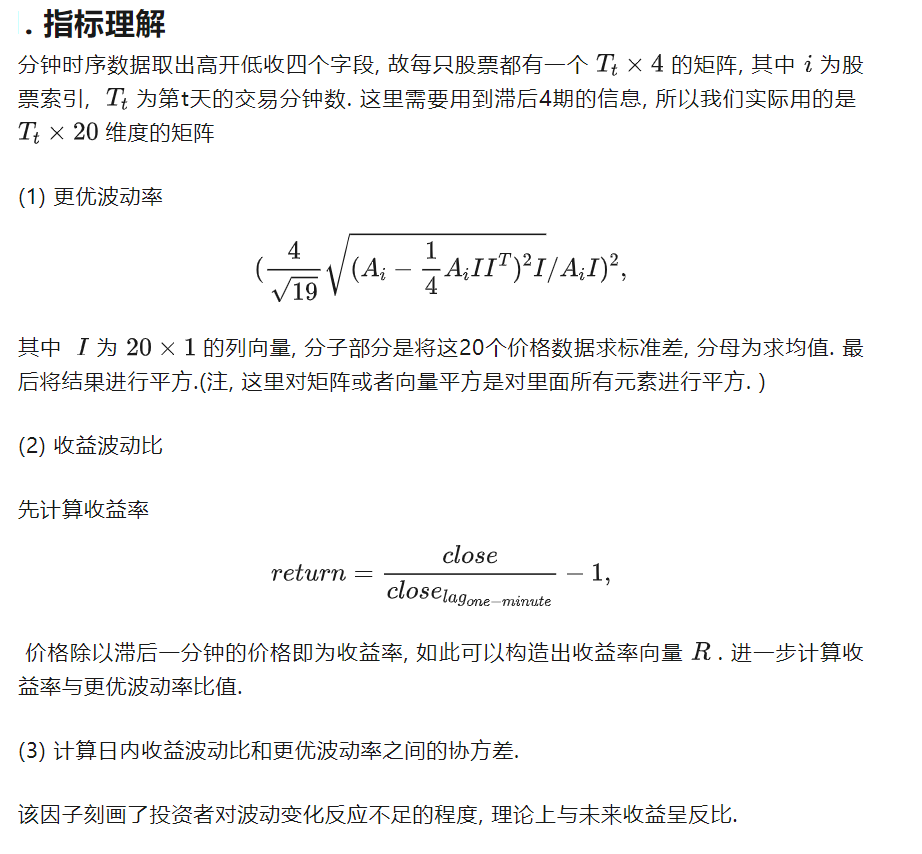 . 指标理解
分钟时序数据取出高开低收四个字段, 故每只股票都有一个 $T_t \times 4$ 的矩阵, 其中 $i$ 为股
票索引, $T_t$ 为第t天的交易分钟数. 这里需要用到滞后4期的信息, 所以我们实际用的是
$T_t \times 20$ 维度的矩阵
(1) 更优波动率
$(\frac{4}{\sqrt{19}}\sqrt{(A_i - \frac{1}{4}A_iII^T)^2I}/A_iI)^2,$
其中 $I$ 为 $20 \times 1$ 的列向量, 分子部分是将这20个价格数据求标准差, 分母为求均值. 最
后将结果进行平方.(注, 这里对矩阵或者向量平方是对里面所有元素进行平方. )
(2) 收益波动比
先计算收益率
$return = \frac{close}{close_{lag_{one-minute}}} - 1,$
价格除以滞后一分钟的价格即为收益率, 如此可以构造出收益率向量 $R$ . 进一步计算收
益率与更优波动率比值.
(3) 计算日内收益波动比和更优波动率之间的协方差.
该因子刻画了投资者对波动变化反应不足的程度, 理论上与未来收益呈反比.